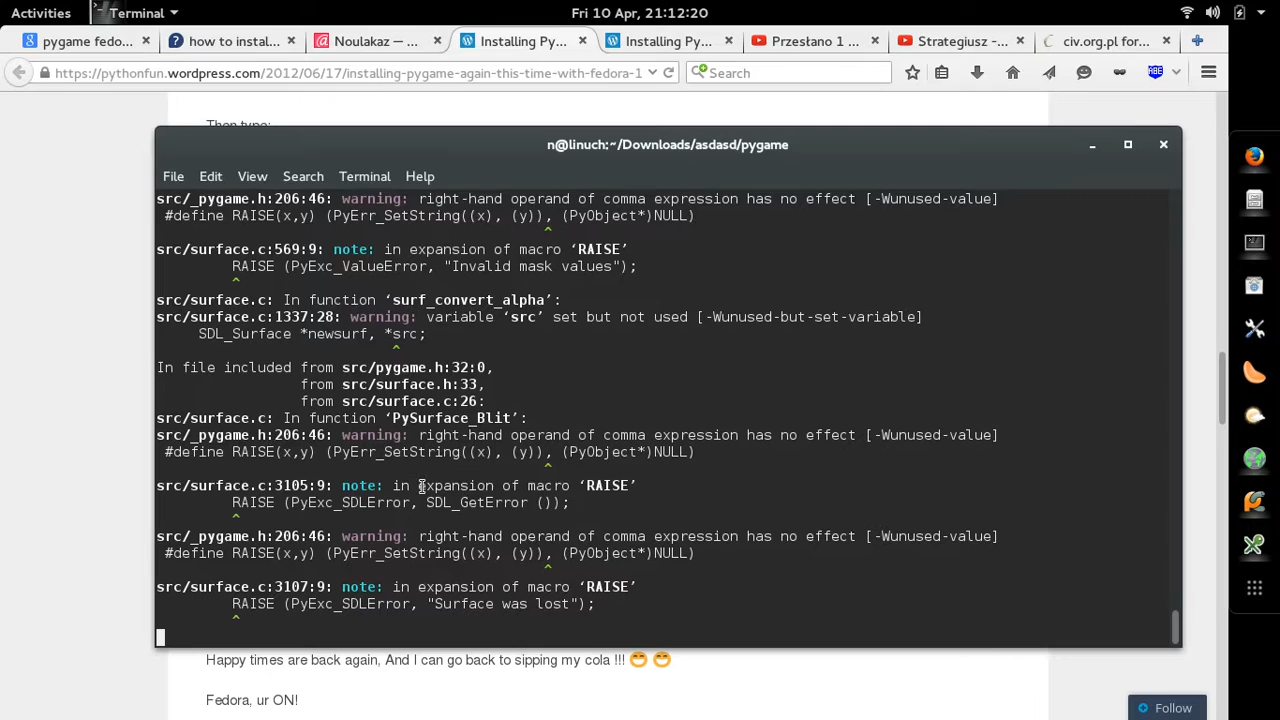 Activities
Terminal
Fri 10 Apr, 21:12:20
pygame fedo...
how to instal...
Noulakaz — ...
Installing Py...
Installing Py...
Przesłano 1 ...
Strategiusz -...
civ.org.pl for...
https://pythonfun.wordpress.com/2012/06/17/installing-pygame-again-this-time-with-fedora-1
Search
ABE
Then type:
n@linuch:~/Downloads/asdasd/pygame
File Edit View Search Terminal Help
src/_pygame.h:206:46: warning: right-hand operand of comma expression has no effect [-Wunused-value]
#define RAISE(x,y) (PyErr_SetString((x), (y)), (PyObject*)NULL)
^
src/surface.c:569:9: note: in expansion of macro ‘RAISE’
RAISE (PyExc_ValueError, "Invalid mask values");
^
src/surface.c: In function ‘surf_convert_alpha’:
src/surface.c:1337:28: warning: variable ‘src’ set but not used [-Wunused-but-set-variable]
SDL_Surface *newsurf, *src;
^
In file included from src/pygame.h:32:0,
from src/surface.h:33,
from src/surface.c:26:
src/surface.c: In function ‘PySurface_Blit’:
src/_pygame.h:206:46: warning: right-hand operand of comma expression has no effect [-Wunused-value]
#define RAISE(x,y) (PyErr_SetString((x), (y)), (PyObject*)NULL)
^
src/surface.c:3105:9: note: in expansion of macro ‘RAISE’
RAISE (PyExc_SDLError, SDL_GetError ());
^
src/_pygame.h:206:46: warning: right-hand operand of comma expression has no effect [-Wunused-value]
#define RAISE(x,y) (PyErr_SetString((x), (y)), (PyObject*)NULL)
^
src/surface.c:3107:9: note: in expansion of macro ‘RAISE’
RAISE (PyExc_SDLError, "Surface was lost");
^
Happy times are back again, And I can go back to sipping my cola !!! 😁 😁
Fedora, ur ON!
Follow